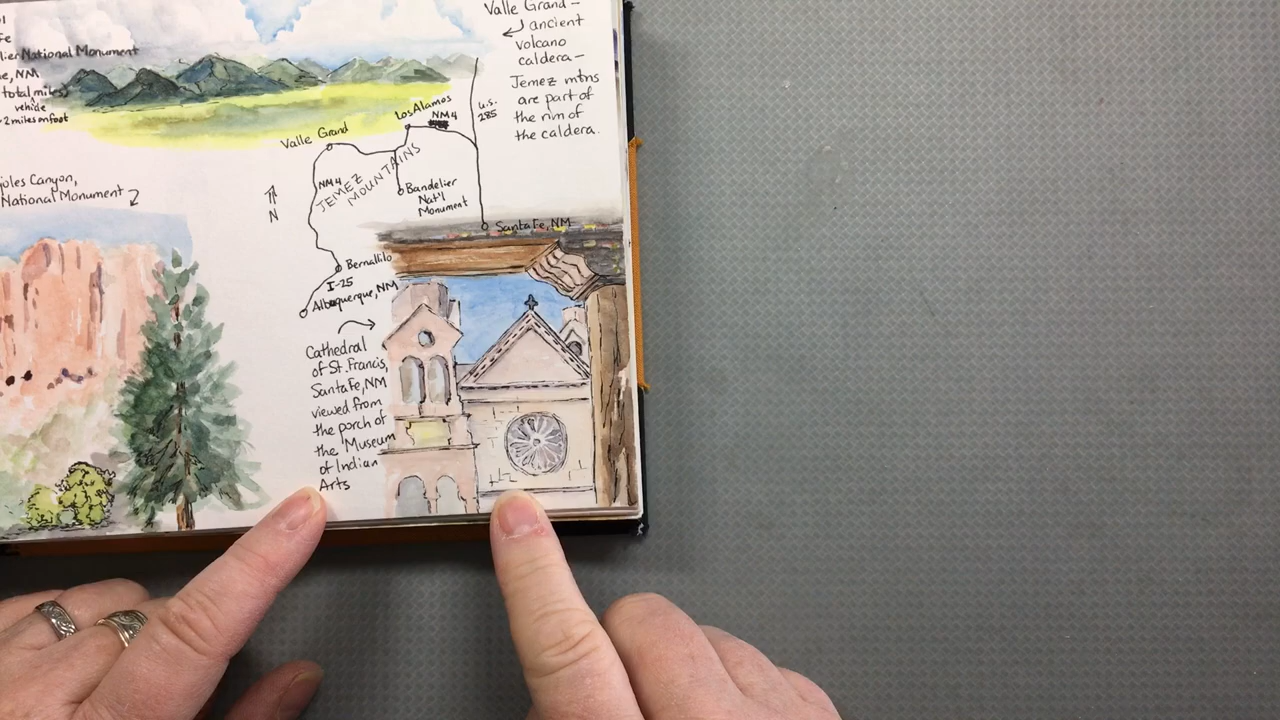 lier National Monument
e, NM
total miles
vehicle
2 miles on foot
Valle Grand –
ancient
volcano
caldera –
Jemez mtns
are part of
the rim of
the caldera.
U.S.
285
Los Alamos
NM4
Valle Grand
NM4
JEMEZ
MOUNTAINS
Bandelier
Nat'l
Monument
N
Santa Fe, NM
Bernallilo
I-25
Albuquerque, NM
joles Canyon,
National Monument
Cathedral
of St. Francis,
Santa Fe, NM
viewed from
the porch of
the Museum
of Indian
Arts